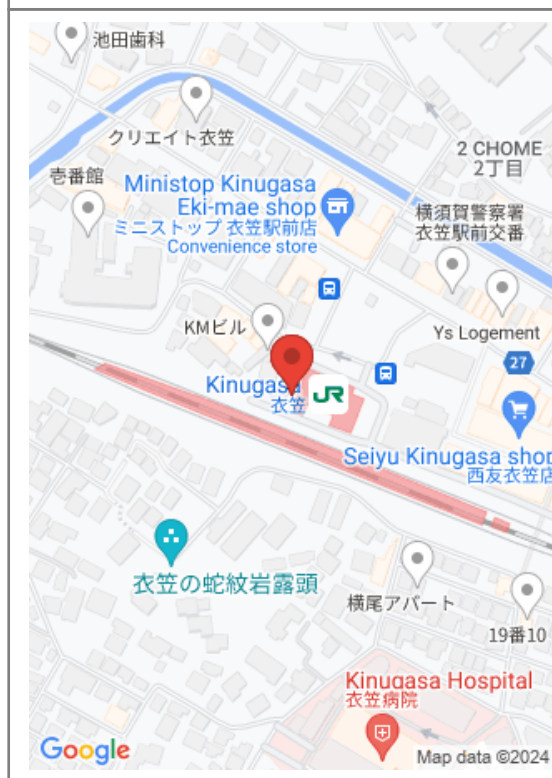 池田歯科
クリエイト衣笠
2 CHOME
2丁目
壱番館
Ministop Kinugasa
Eki-mae shop
ミニストップ 衣笠駅前店
Convenience store
横須賀警察署
衣笠駅前交番
KMビル
Ys Logement
27
Kinugasa
衣笠
JR
Seiyu Kinugasa shop
西友衣笠店
衣笠の蛇紋岩露頭
横尾アパート
19番10
Kinugasa Hospital
衣笠病院
Google
Map data ©2024